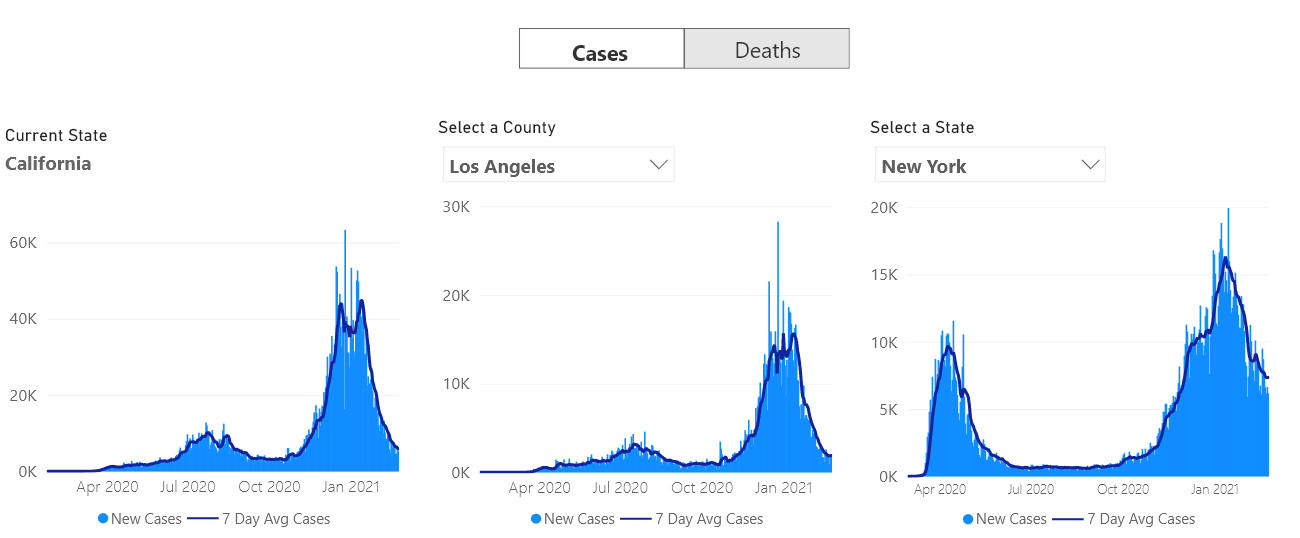 Cases Deaths
Current State
California
Select a County
Los Angeles
Select a State
New York
60K
40K
20K
0K
Apr 2020 Jul 2020 Oct 2020 Jan 2021
New Cases 7 Day Avg Cases
30K
20K
10K
0K
Apr 2020 Jul 2020 Oct 2020 Jan 2021
New Cases 7 Day Avg Cases
20K
15K
10K
5K
0K
Apr 2020 Jul 2020 Oct 2020 Jan 2021
New Cases 7 Day Avg Cases